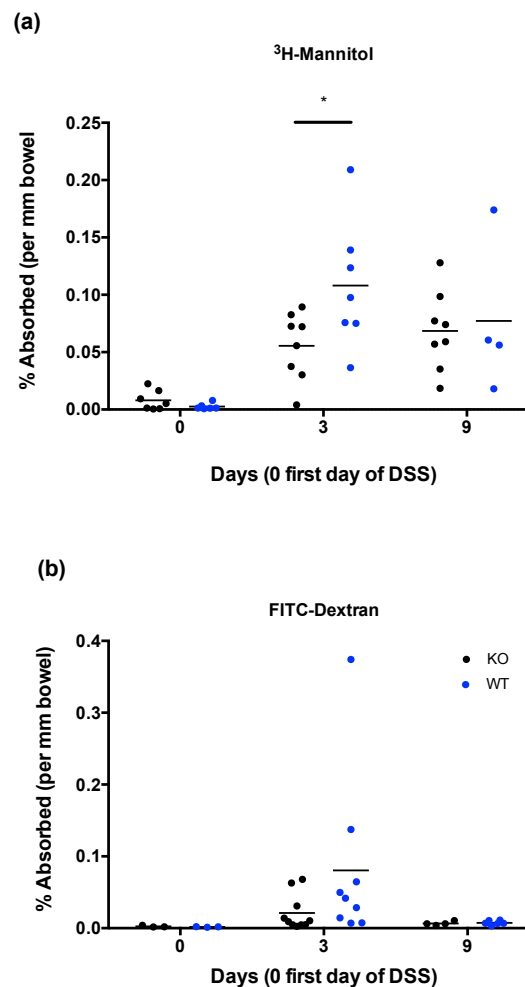 (a)
³H-Mannitol
*
% Absorbed (per mm bowel)
0.25
0.20
0.15
0.10
0.05
0.00
0 3 9
Days (0 first day of DSS)
(b)
FITC-Dextran
% Absorbed (per mm bowel)
0.4
0.3
0.2
0.1
0.0
KO
WT
0 3 9
Days (0 first day of DSS)